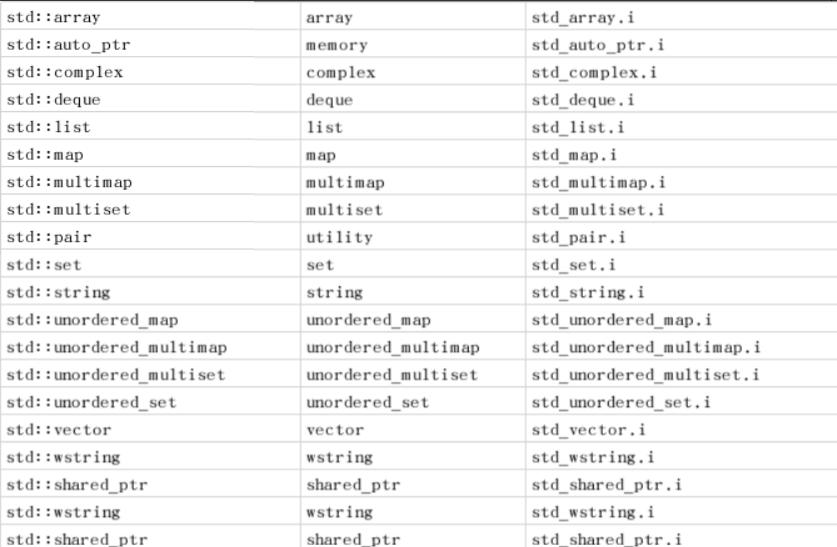 std::array array std_array.i
std::auto_ptr memory std_auto_ptr.i
std::complex complex std_complex.i
std::deque deque std_deque.i
std::list list std_list.i
std::map map std_map.i
std::multimap multimap std_multimap.i
std::multiset multiset std_multiset.i
std::pair utility std_pair.i
std::set set std_set.i
std::string string std_string.i
std::unordered_map unordered_map std_unordered_map.i
std::unordered_multimap unordered_multimap std_unordered_multimap.i
std::unordered_multiset unordered_multiset std_unordered_multiset.i
std::unordered_set unordered_set std_unordered_set.i
std::vector vector std_vector.i
std::wstring wstring std_wstring.i
std::shared_ptr shared_ptr std_shared_ptr.i
std::wstring wstring std_wstring.i
std::shared_ptr shared_ptr std_shared_ptr.i